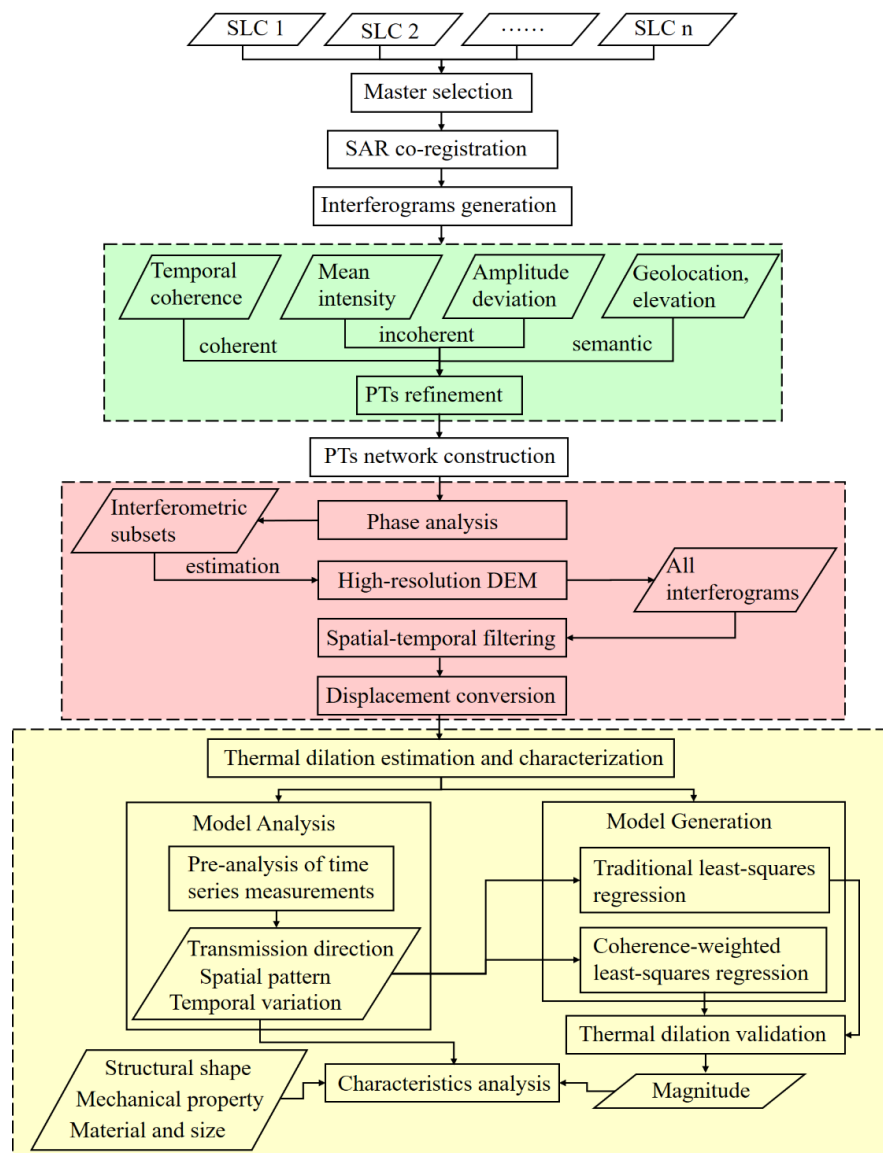 SLC 1
SLC 2
······
SLC n
Master selection
SAR co-registration
Interferograms generation
Temporal
coherence
Mean
intensity
Amplitude
deviation
Geolocation,
elevation
coherent
incoherent
semantic
PTs refinement
PTs network construction
Interferometric
subsets
Phase analysis
estimation
High-resolution DEM
All
interferograms
Spatial-temporal filtering
Displacement conversion
Thermal dilation estimation and characterization
Model Analysis
Pre-analysis of time
series measurements
Transmission direction
Spatial pattern
Temporal variation
Model Generation
Traditional least-squares
regression
Coherence-weighted
least-squares regression
Thermal dilation validation
Structural shape
Mechanical property
Material and size
Characteristics analysis
Magnitude